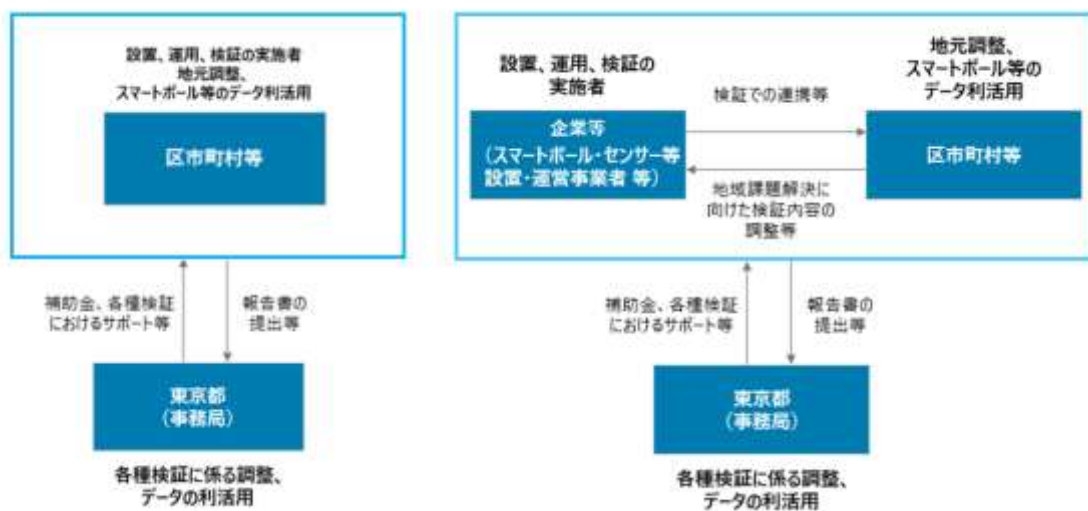 設置、運用、検証の実施者
地元調整、
スマートポール等のデータ利活用
区市町村等
補助金、各種検証
におけるサポート等
報告書の
提出等
東京都
（事務局）
各種検証に係る調整、
データの利活用
設置、運用、検証の
実施者
企業等
（スマートポール・センサー等
設置・運営事業者 等）
検証での連携等
地域課題解決に
向けた検証内容の
調整等
地元調整、
スマートポール等の
データ利活用
区市町村等
補助金、各種検証
におけるサポート等
報告書の
提出等
東京都
（事務局）
各種検証に係る調整、
データの利活用